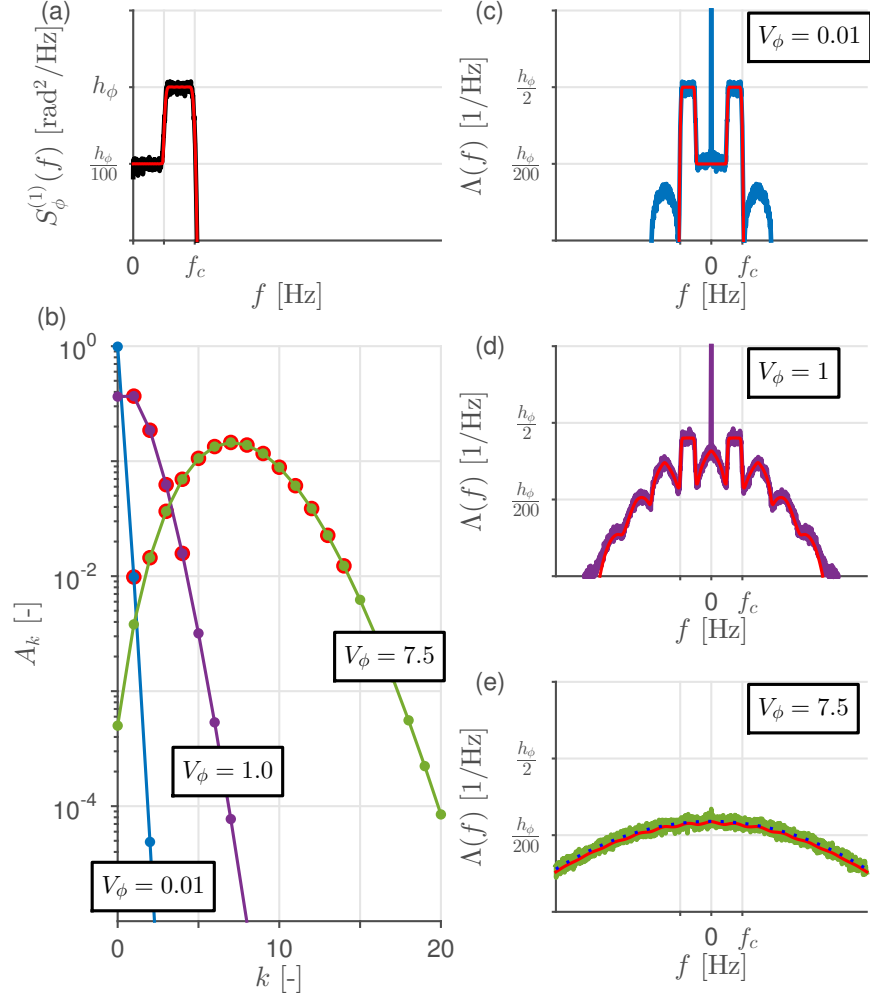 (a)
S_ϕ^(1)(f) [rad²/Hz]
h_ϕ
h_ϕ/100
0 f_c
f [Hz]
(b)
A_k [-]
10^0
10^-2
10^-4
V_ϕ = 7.5
V_ϕ = 1.0
V_ϕ = 0.01
0 10 20
k [-]
(c)
V_ϕ = 0.01
Λ(f) [1/Hz]
h_ϕ/2
h_ϕ/200
0 f_c
f [Hz]
(d)
V_ϕ = 1
Λ(f) [1/Hz]
h_ϕ/2
h_ϕ/200
0 f_c
f [Hz]
(e)
V_ϕ = 7.5
Λ(f) [1/Hz]
h_ϕ/2
h_ϕ/200
0 f_c
f [Hz]